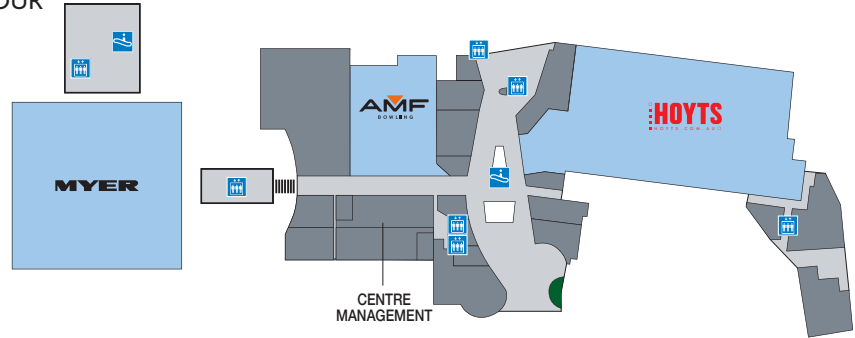 OUR
MYER
AMF
BOWLING
HOYTS
HOYTS.COM.AU
CENTRE
MANAGEMENT